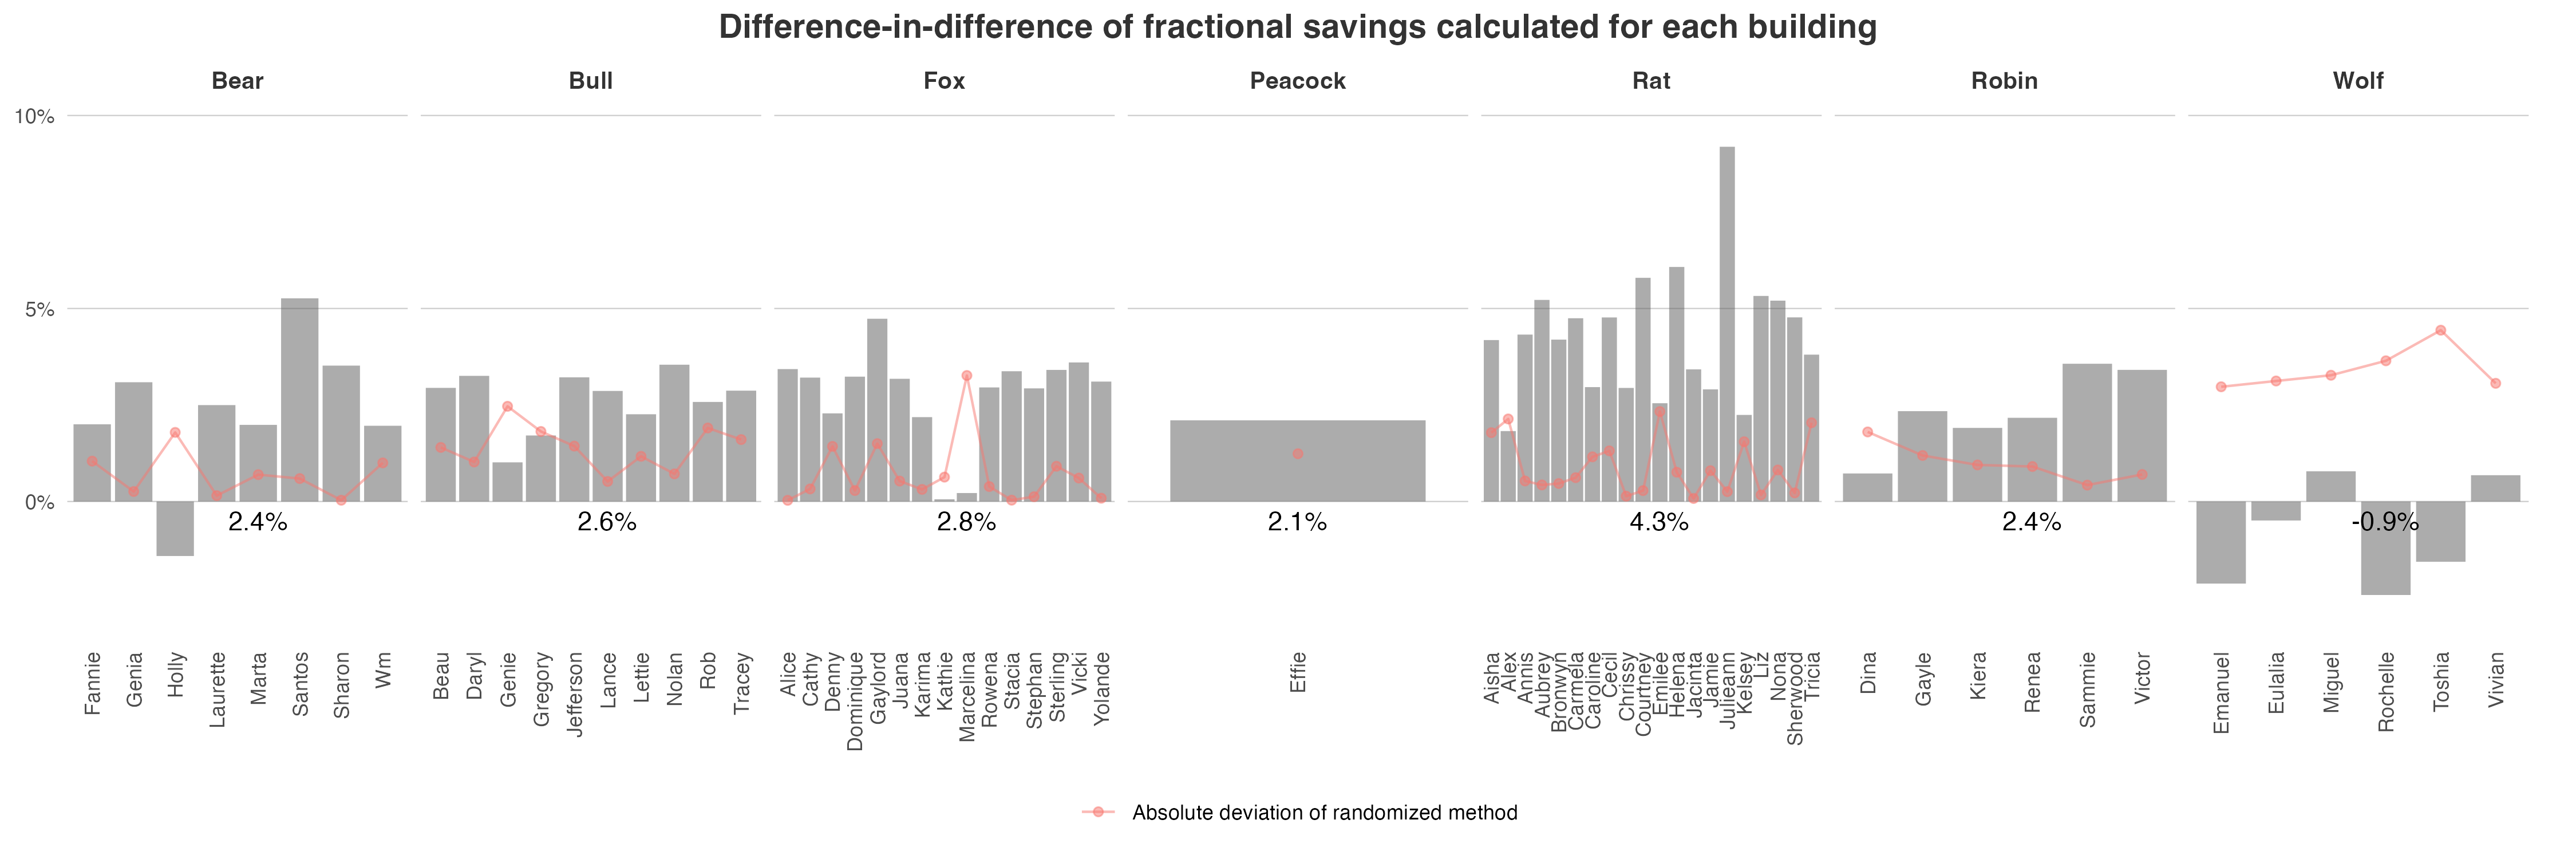 Difference-in-difference of fractional savings calculated for each building
Bear Bull Fox Peacock Rat Robin Wolf
10%
5%
0%
2.4% 2.6% 2.8% 2.1% 4.3% 2.4% -0.9%
Fannie Genia Holly Laurette Marta Santos Sharon Wm Beau Daryl Genie Gregory Jefferson Lance Lettie Nolan Rob Tracey Alice Cathy Denny Dominique Gaylord Juana Karima Kathie Marcelina Rowena Stacia Stephan Sterling Vicki Yolande Effie Aisha Alex Annis Aubrey Bronwyn Carmela Caroline Cecil Chrissy Courtney Emilee Helena Jacinta Jamie Julieann Kelsey Liz Nona Sherwood Tricia Dina Gayle Kiera Renea Sammie Victor Emanuel Eulalia Miguel Rochelle Toshia Vivian
Absolute deviation of randomized method